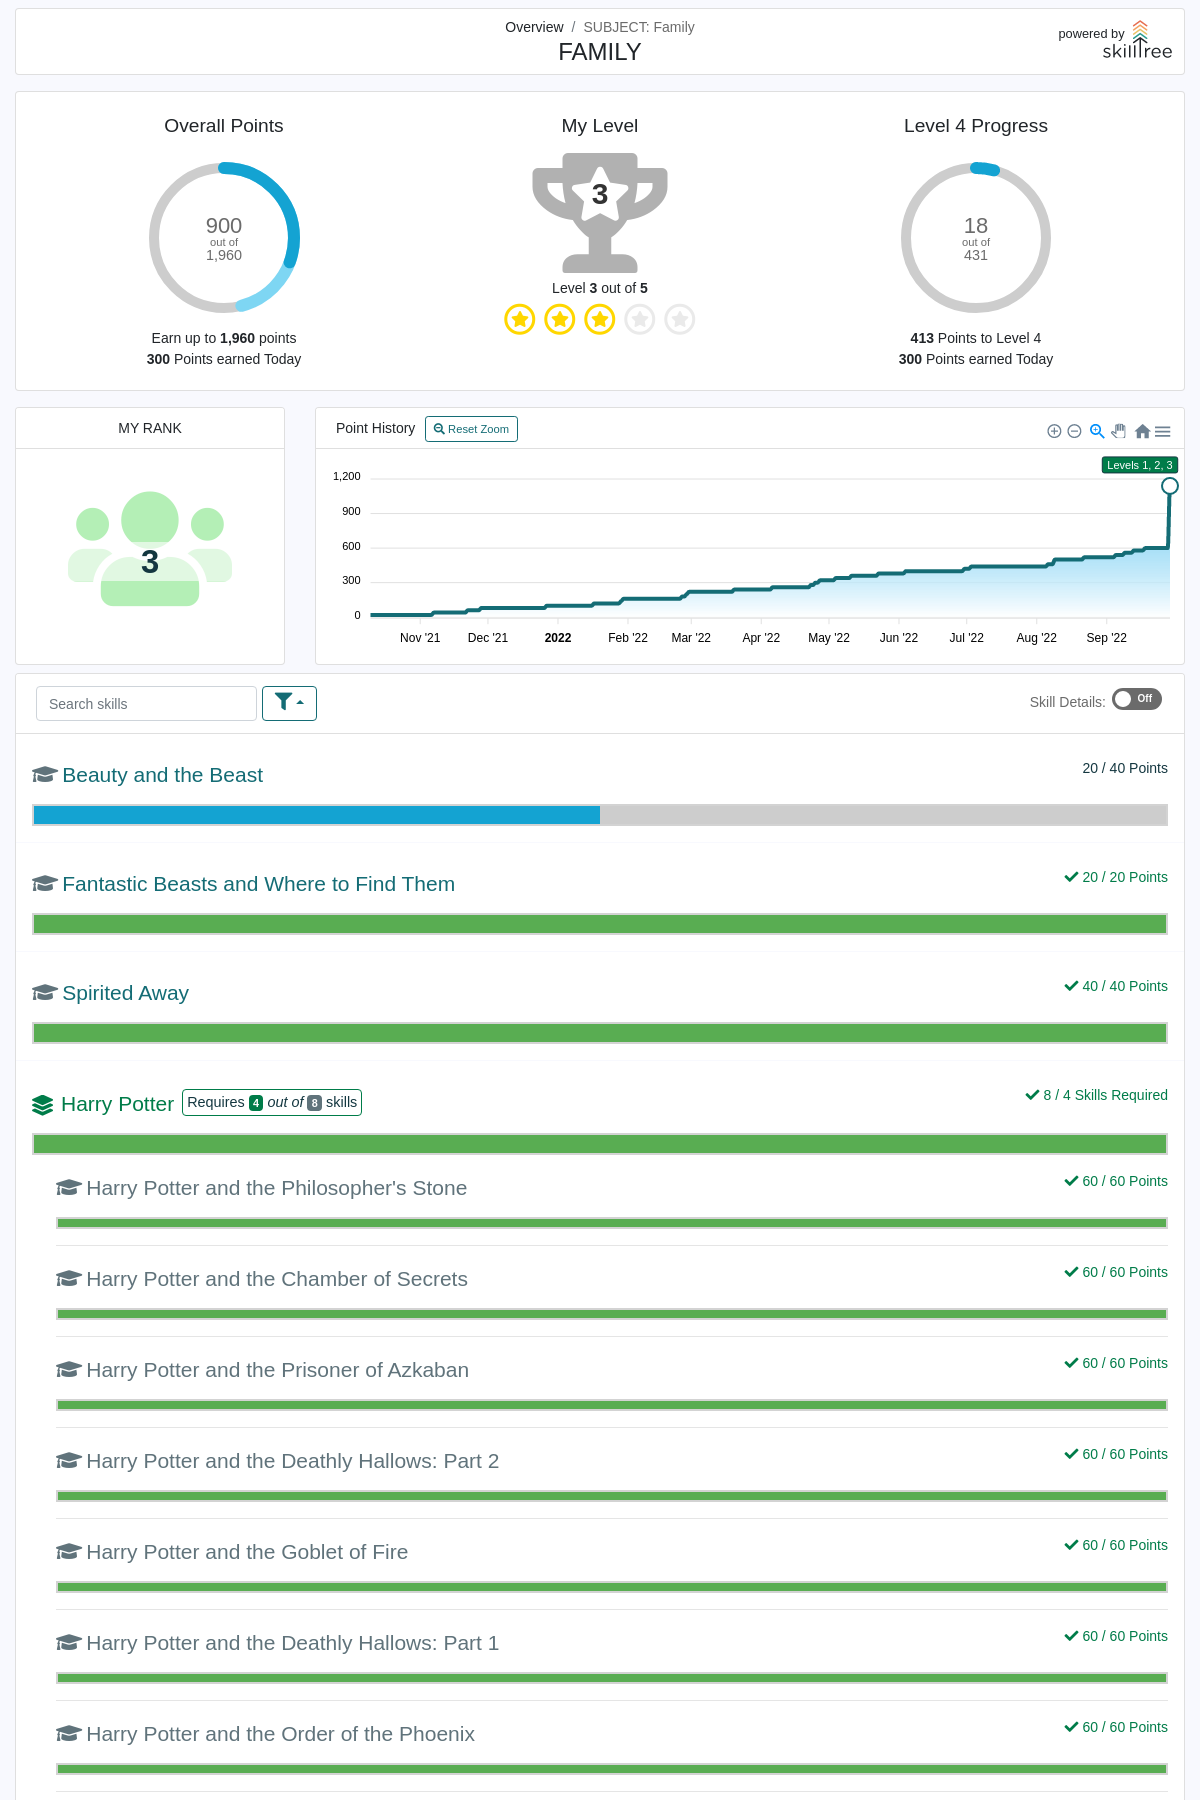 Overview / SUBJECT: Family
FAMILY
powered by
skilltree
Overall Points
900
out of
1,960
Earn up to 1,960 points
300 Points earned Today
My Level
3
Level 3 out of 5
Level 4 Progress
18
out of
431
413 Points to Level 4
300 Points earned Today
MY RANK
3
Point History
Reset Zoom
Levels 1, 2, 3
1,200
900
600
300
0
Nov '21 Dec '21 2022 Feb '22 Mar '22 Apr '22 May '22 Jun '22 Jul '22 Aug '22 Sep '22
Search skills
Skill Details: Off
Beauty and the Beast 20 / 40 Points
Fantastic Beasts and Where to Find Them 20 / 20 Points
Spirited Away 40 / 40 Points
Harry Potter Requires 4 out of 8 skills 8 / 4 Skills Required
Harry Potter and the Philosopher's Stone 60 / 60 Points
Harry Potter and the Chamber of Secrets 60 / 60 Points
Harry Potter and the Prisoner of Azkaban 60 / 60 Points
Harry Potter and the Deathly Hallows: Part 2 60 / 60 Points
Harry Potter and the Goblet of Fire 60 / 60 Points
Harry Potter and the Deathly Hallows: Part 1 60 / 60 Points
Harry Potter and the Order of the Phoenix 60 / 60 Points